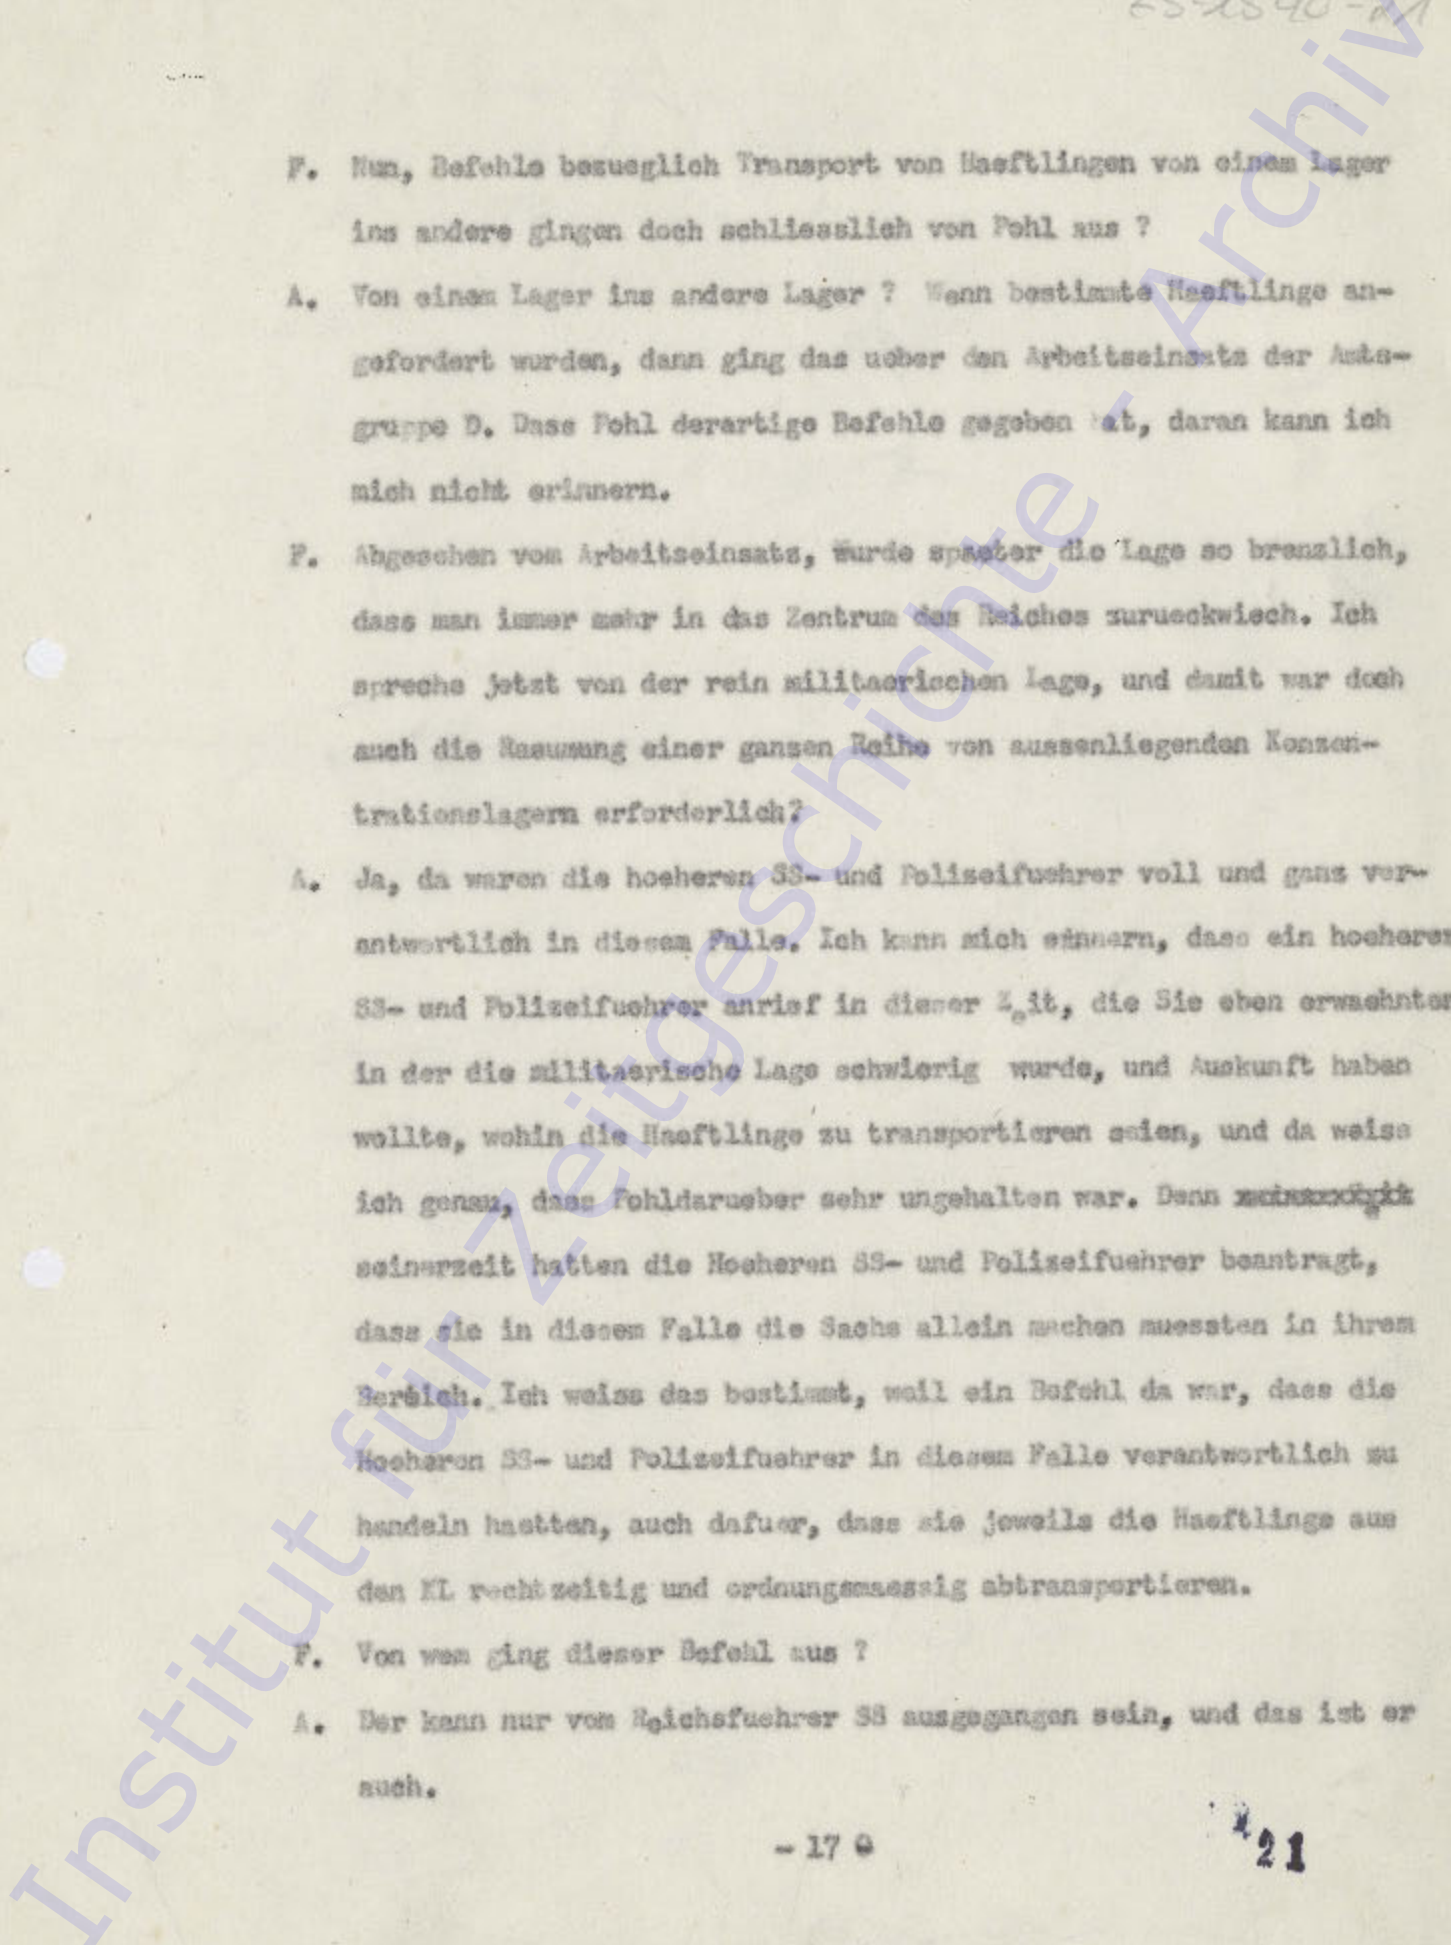 F. Nun, Befehle bezueglich Transport von Haeftlingen von einem Lager
ins andere gingen doch schliesslich von Pohl aus ?
A. Von einem Lager ins andere Lager ? Wenn bestimmte Haeftlinge an-
gefordert wurden, dann ging das ueber den Arbeitseinsatz der Amts-
gruppe D. Dass Pohl derartige Befehle gegeben hat, daran kann ich
mich nicht erinnern.
F. Abgesehen vom Arbeitseinsatz, wurde spaeter die Lage so brenzlich,
dass man immer mehr in das Zentrum des Reiches zurueckwiech. Ich
spreche jetzt von der rein militaerischen Lage, und damit war doch
auch die Raeumung einer ganzen Reihe von aussenliegenden Konzen-
trationslagern erforderlich?
A. Ja, da waren die hoeheren SS- und Polizeifuehrer voll und ganz ver-
antwortlich in diesem Falle. Ich kann mich einnern, dass ein hoeherer
SS- und Polizeifuehrer anrief in dieser Zeit, die Sie eben erwaehnten
in der die militaerische Lage schwierig wurde, und Auskunft haben
wollte, wohin die Haeftlinge zu transportieren seien, und da weiss
ich genau, dass Pohldarueber sehr ungehalten war. Denn
seinerzeit hatten die Hoeheren SS- und Polizeifuehrer beantragt,
dass sie in diesem Falle die Sache allein machen muessten in ihrem
Bereich. Ich weiss das bestimmt, weil ein Befehl da war, dass die
Hoeheren SS- und Polizeifuehrer in diesem Falle verantwortlich zu
handeln haetten, auch dafuer, dass sie jeweils die Haeftlinge aus
den KL rechtzeitig und ordnungsmaessig abtransportieren.
F. Von wem ging dieser Befehl aus ?
A. Der kann nur vom Reichsfuehrer SS ausgegangen sein, und das ist er
auch.
- 17 -
21
Institut für Zeitgeschichte - Archiv